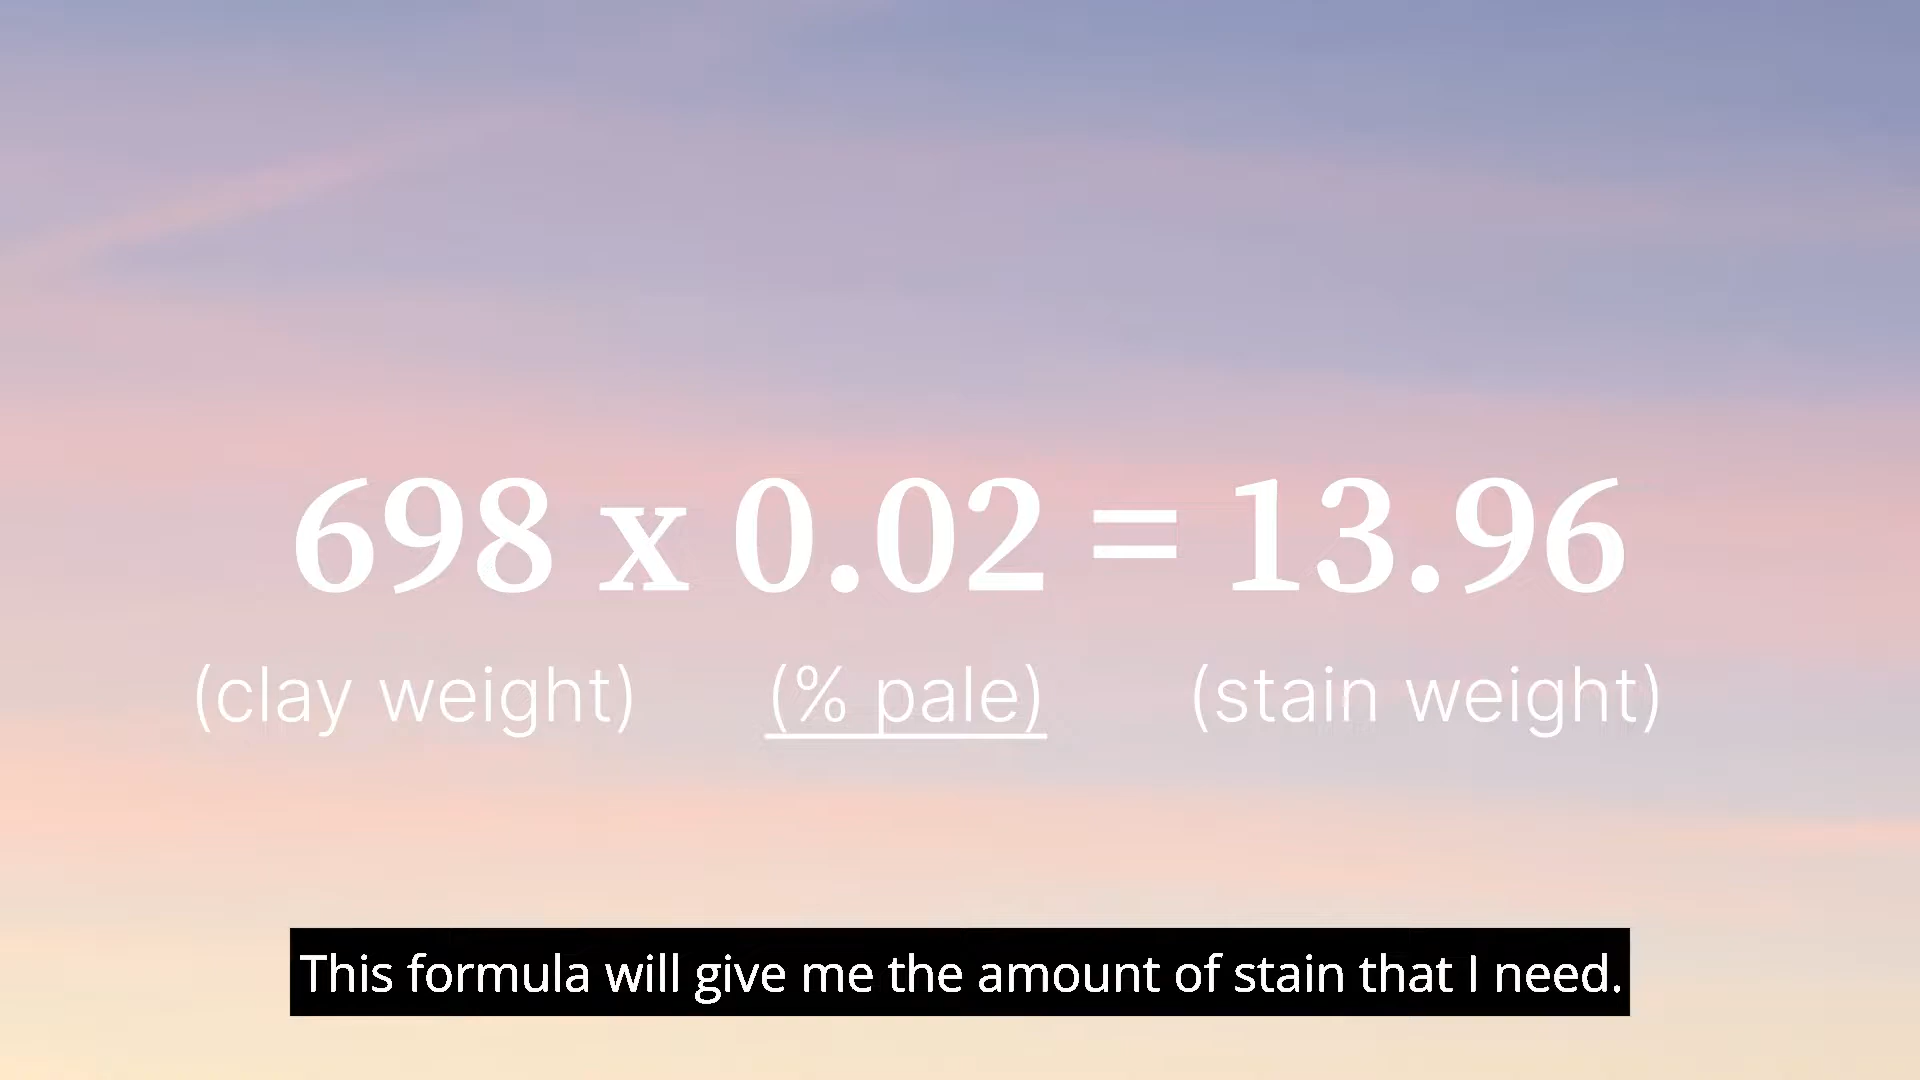 698 x 0.02 = 13.96
(clay weight) (% pale) (stain weight)
This formula will give me the amount of stain that I need.